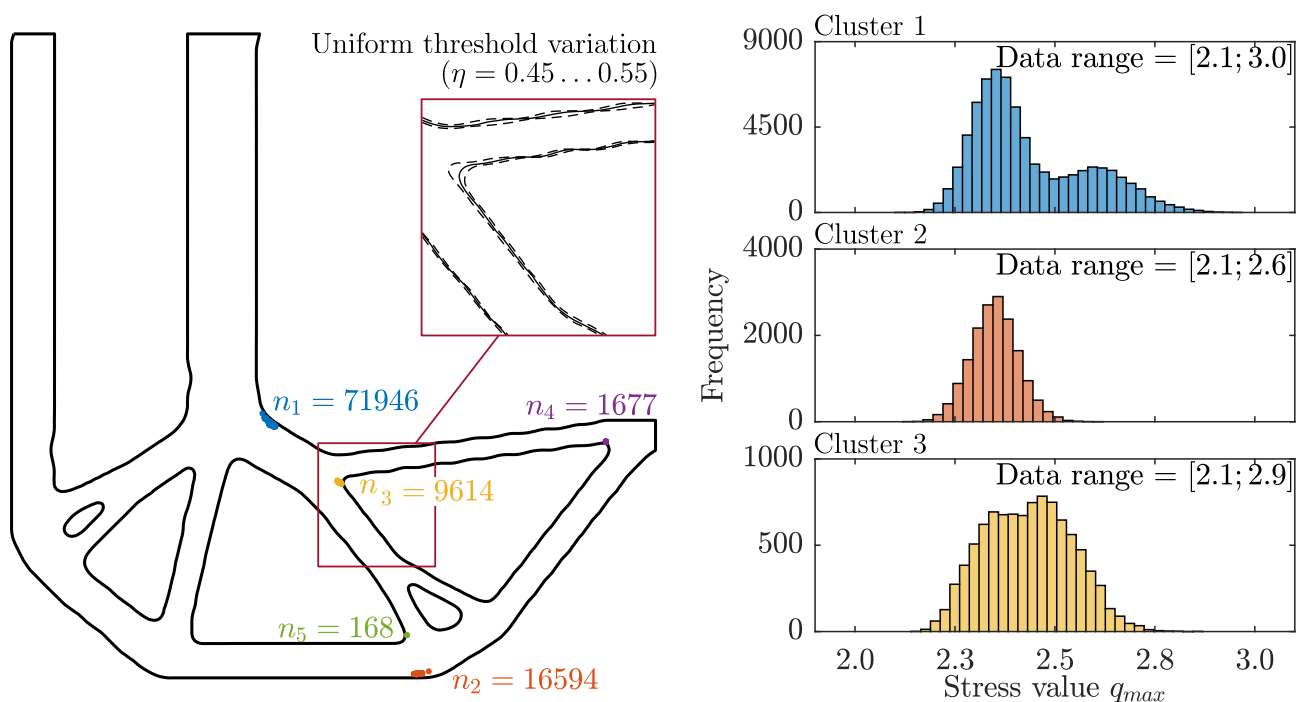 Uniform threshold variation
(η = 0.45 . . . 0.55)
n₁ = 71946
n₄ = 1677
n₃ = 9614
n₅ = 168
n₂ = 16594
Cluster 1
Data range = [2.1; 3.0]
9000
4500
0
Cluster 2
Data range = [2.1; 2.6]
4000
2000
0
Frequency
Cluster 3
Data range = [2.1; 2.9]
1000
500
0
2.0 2.3 2.5 2.8 3.0
Stress value qₘₐₓ